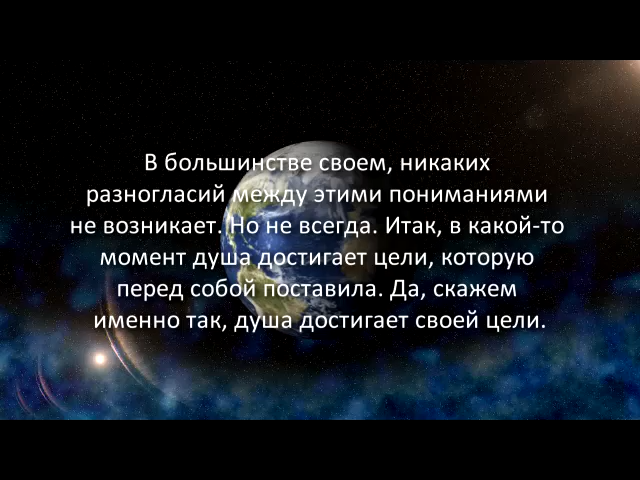 В большинстве своем, никаких
разногласий между этими пониманиями
не возникает. Но не всегда. Итак, в какой-то
момент душа достигает цели, которую
перед собой поставила. Да, скажем
именно так, душа достигает своей цели.